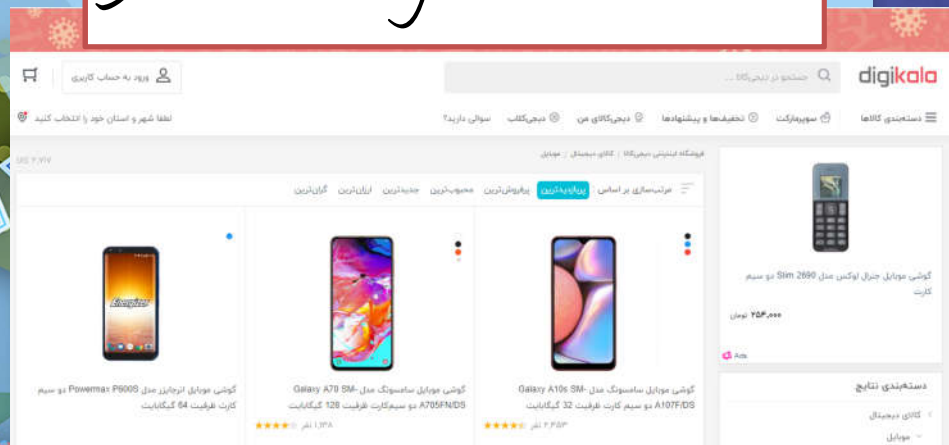 digikala
جستجو در دیجی‌کالا ...
ورود به حساب کاربری
دسته‌بندی کالاها
سوپرمارکت
تخفیف‌ها و پیشنهادها
دیجی‌کالای من
دیجی‌کلاب
سوالی دارید؟
لطفا شهر و استان خود را انتخاب کنید
فروشگاه اینترنتی دیجی‌کالا / کالای دیجیتال / موبایل
مرتب‌سازی بر اساس : پربازدیدترین پرفروش‌ترین محبوب‌ترین جدیدترین ارزان‌ترین گران‌ترین
گوشی موبایل جنرال لوکس مدل Slim 2690 دو سیم
کارت
۲۵۴,۰۰۰ تومان
Ads
دسته‌بندی نتایج
کالای دیجیتال
موبایل
گوشی موبایل سامسونگ مدل Galaxy A10s SM-
A107F/DS دو سیم کارت ظرفیت 32 گیگابایت
گوشی موبایل سامسونگ مدل Galaxy A70 SM-
A705FN/DS دو سیم‌کارت ظرفیت 128 گیگابایت
۱,۱۳۸ نفر
Energizer
گوشی موبایل انرجایزر مدل Powermax P600S دو سیم
کارت ظرفیت 64 گیگابایت